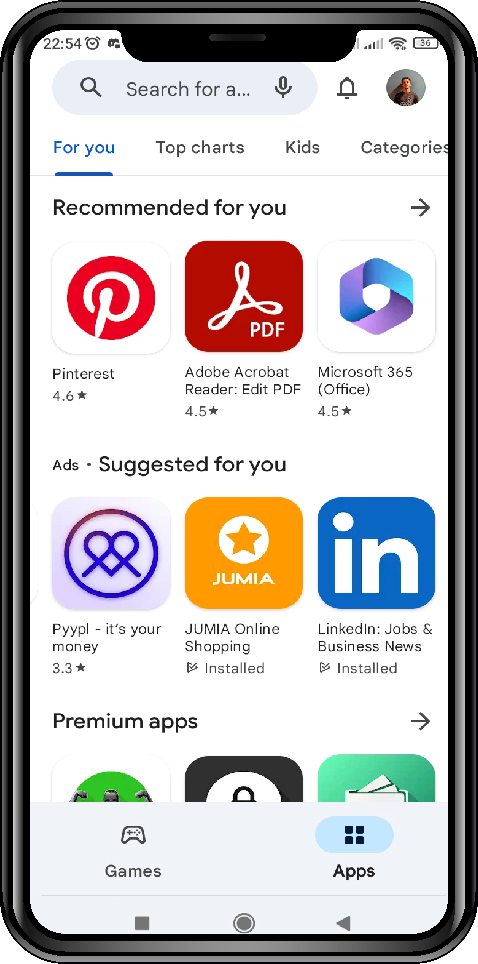 22:54
36
Search for a...
For you Top charts Kids Categories
Recommended for you
PDF
Pinterest
4.6★
Adobe Acrobat
Reader: Edit PDF
4.5★
Microsoft 365
(Office)
4.5★
Ads • Suggested for you
JUMIA
in
Pyypl - it's your
money
3.3★
JUMIA Online
Shopping
Installed
LinkedIn: Jobs &
Business News
Installed
Premium apps
Games
Apps